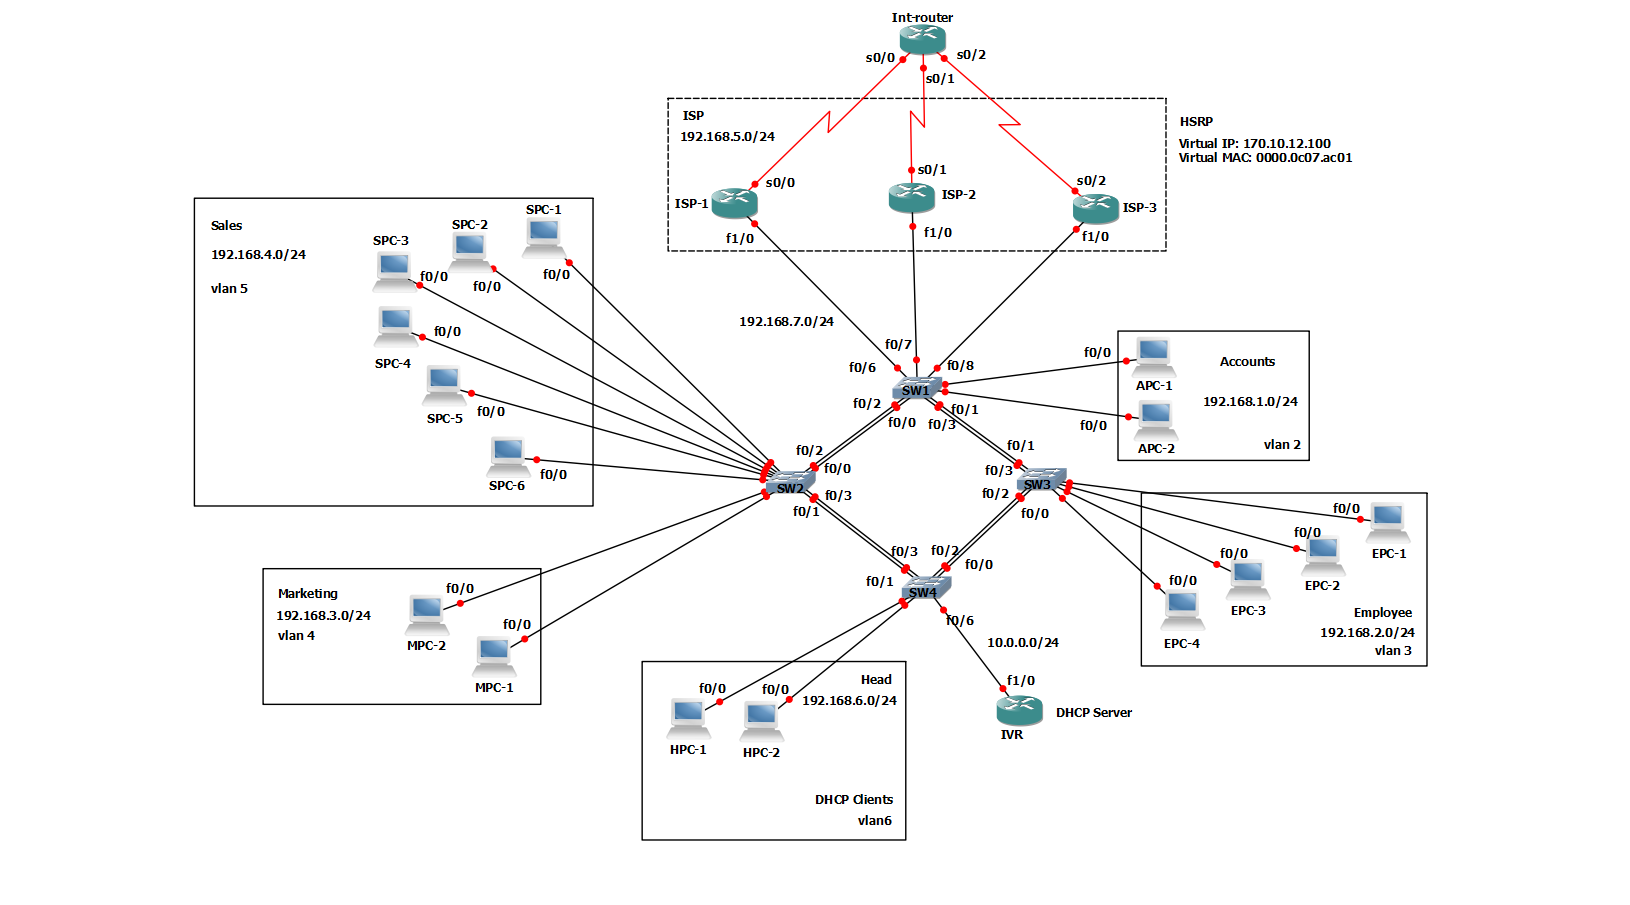 Int-router
s0/0
s0/2
s0/1
ISP
192.168.5.0/24
HSRP
Virtual IP: 170.10.12.100
Virtual MAC: 0000.0c07.ac01
s0/0
s0/1
s0/2
ISP-1
ISP-2
ISP-3
f1/0
f1/0
f1/0
Sales
192.168.4.0/24
vlan 5
SPC-1
SPC-2
SPC-3
f0/0
f0/0
f0/0
SPC-4
f0/0
SPC-5
f0/0
SPC-6
f0/0
192.168.7.0/24
f0/6
f0/7
f0/8
SW1
f0/2
f0/0
f0/3
f0/1
f0/0
APC-1
f0/0
APC-2
Accounts
192.168.1.0/24
vlan 2
f0/2
f0/0
SW2
f0/3
f0/1
f0/1
f0/3
SW3
f0/2
f0/0
f0/0
EPC-1
f0/0
EPC-2
f0/0
EPC-3
f0/0
EPC-4
Employee
192.168.2.0/24
vlan 3
f0/3
f0/2
f0/1
f0/0
SW4
f0/6
Marketing
192.168.3.0/24
vlan 4
f0/0
MPC-2
f0/0
MPC-1
10.0.0.0/24
f1/0
DHCP Server
IVR
Head
192.168.6.0/24
f0/0
f0/0
HPC-1
HPC-2
DHCP Clients
vlan6